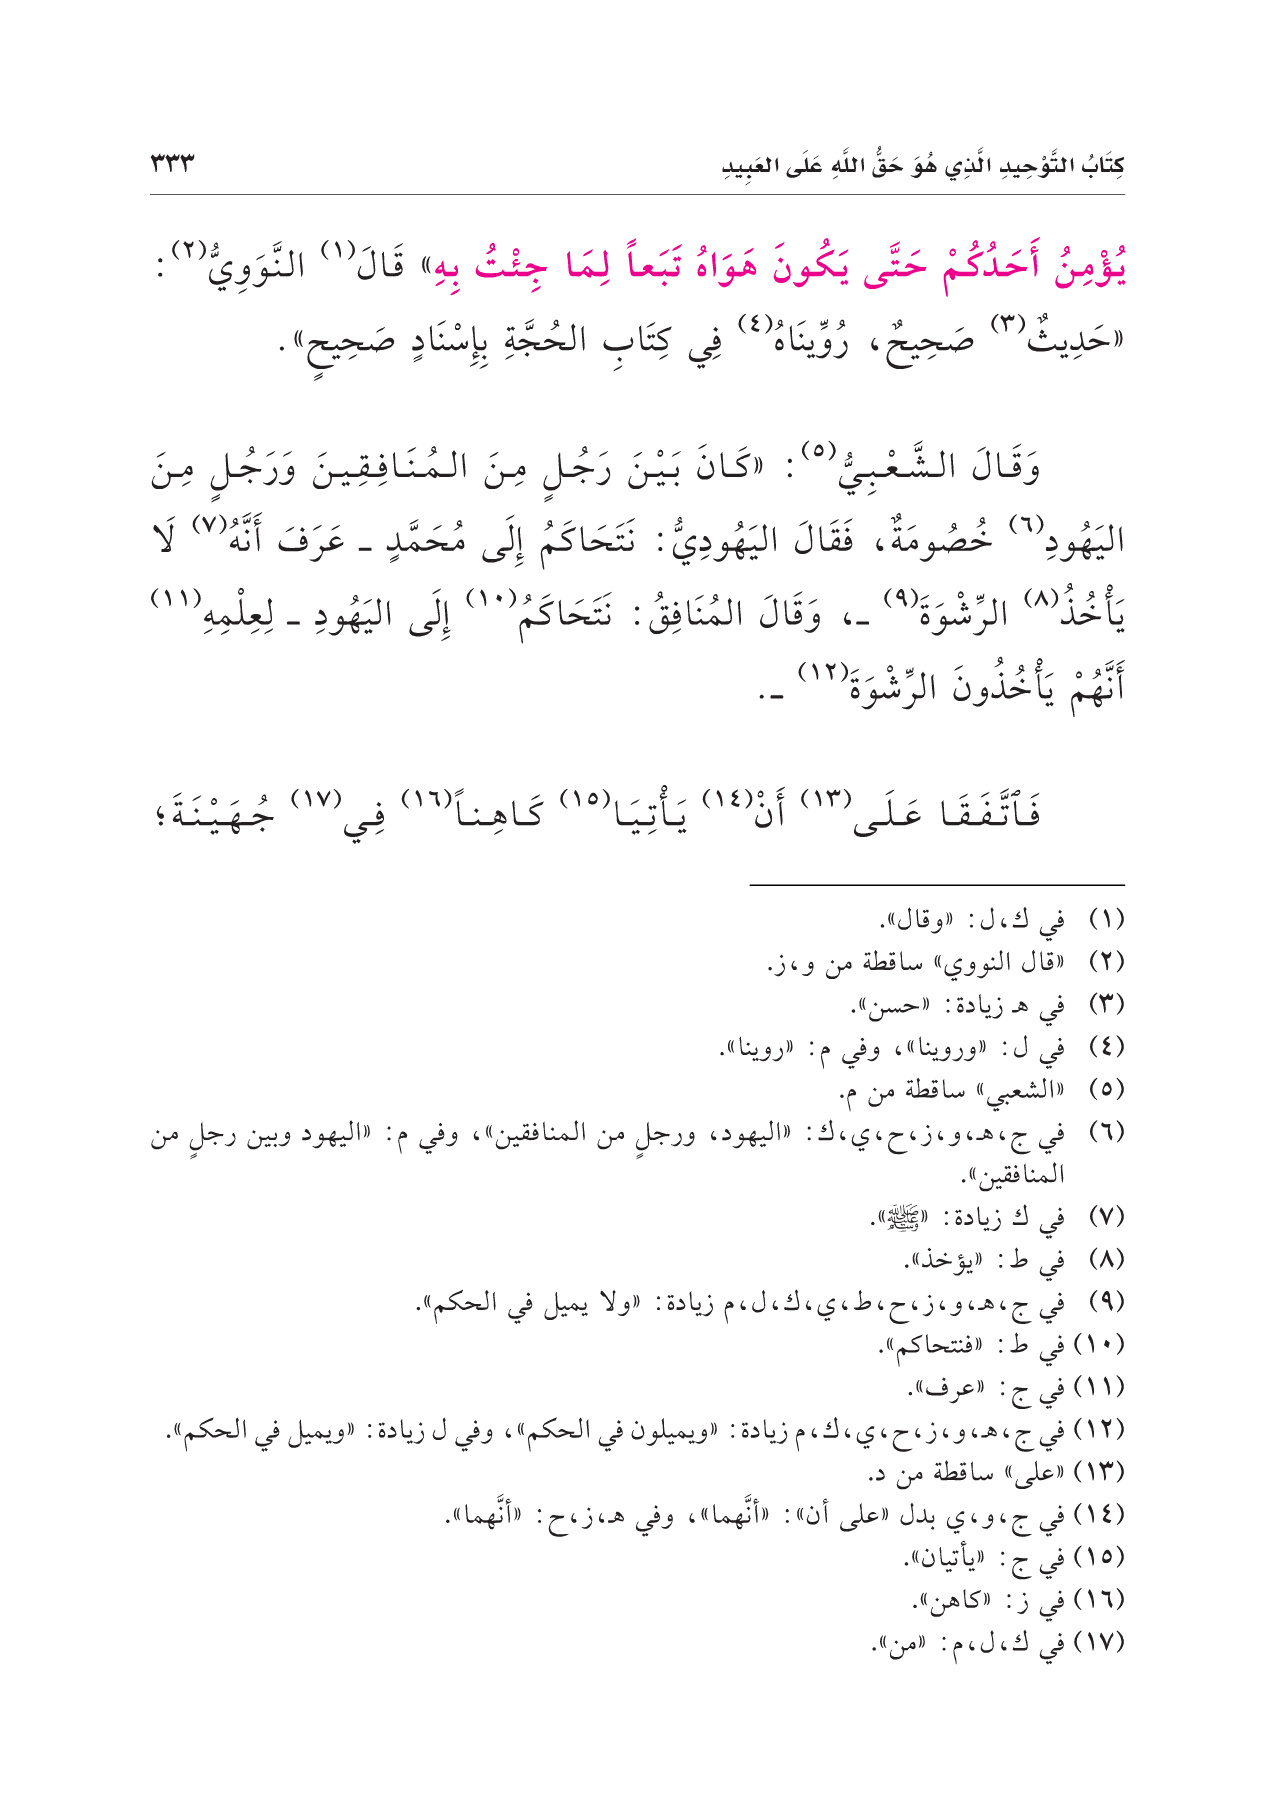 كِتَابُ التَّوْحِيدِ الَّذِي هُوَ حَقُّ اللَّهِ عَلَى العَبِيدِ ٣٣٣
يُؤْمِنُ أَحَدُكُمْ حَتَّى يَكُونَ هَوَاهُ تَبَعاً لِمَا جِئْتُ بِهِ» قَالَ(١) النَّوَوِيُّ(٢):
«حَدِيثٌ(٣) صَحِيحٌ، رُوِّينَاهُ(٤) فِي كِتَابِ الحُجَّةِ بِإِسْنَادٍ صَحِيحٍ».
وَقَالَ الشَّعْبِيُّ(٥): «كَانَ بَيْنَ رَجُلٍ مِنَ المُنَافِقِينَ وَرَجُلٍ مِنَ
اليَهُودِ(٦) خُصُومَةٌ، فَقَالَ اليَهُودِيُّ: نَتَحَاكَمُ إِلَى مُحَمَّدٍ ـ عَرَفَ أَنَّهُ(٧) لَا
يَأْخُذُ(٨) الرِّشْوَةَ(٩) ـ، وَقَالَ المُنَافِقُ: نَتَحَاكَمُ(١٠) إِلَى اليَهُودِ ـ لِعِلْمِهِ(١١)
أَنَّهُمْ يَأْخُذُونَ الرِّشْوَةَ(١٢) ـ.
فَٱتَّفَقَا عَلَى(١٣) أَنْ(١٤) يَأْتِيَا(١٥) كَاهِناً(١٦) فِي(١٧) جُهَيْنَةَ؛
(١) في ك،ل: «وقال».
(٢) «قال النووي» ساقطة من و،ز.
(٣) في هـ زيادة: «حسن».
(٤) في ل: «وروينا»، وفي م: «روينا».
(٥) «الشعبي» ساقطة من م.
(٦) في ج،هـ،و،ز،ح،ي،ك: «اليهود، ورجلٍ من المنافقين»، وفي م: «اليهود وبين رجلٍ من
المنافقين».
(٧) في ك زيادة: «ﷺ».
(٨) في ط: «يؤخذ».
(٩) في ج،هـ،و،ز،ح،ط،ي،ك،ل،م زيادة: «ولا يميل في الحكم».
(١٠) في ط: «فنتحاكم».
(١١) في ج: «عرف».
(١٢) في ج،هـ،و،ز،ح،ي،ك،م زيادة: «ويميلون في الحكم»، وفي ل زيادة: «ويميل في الحكم».
(١٣) «على» ساقطة من د.
(١٤) في ج،و،ي بدل «على أن»: «أنَّهما»، وفي هـ،ز،ح: «أنَّهما».
(١٥) في ج: «يأتيان».
(١٦) في ز: «كاهن».
(١٧) في ك،ل،م: «من».